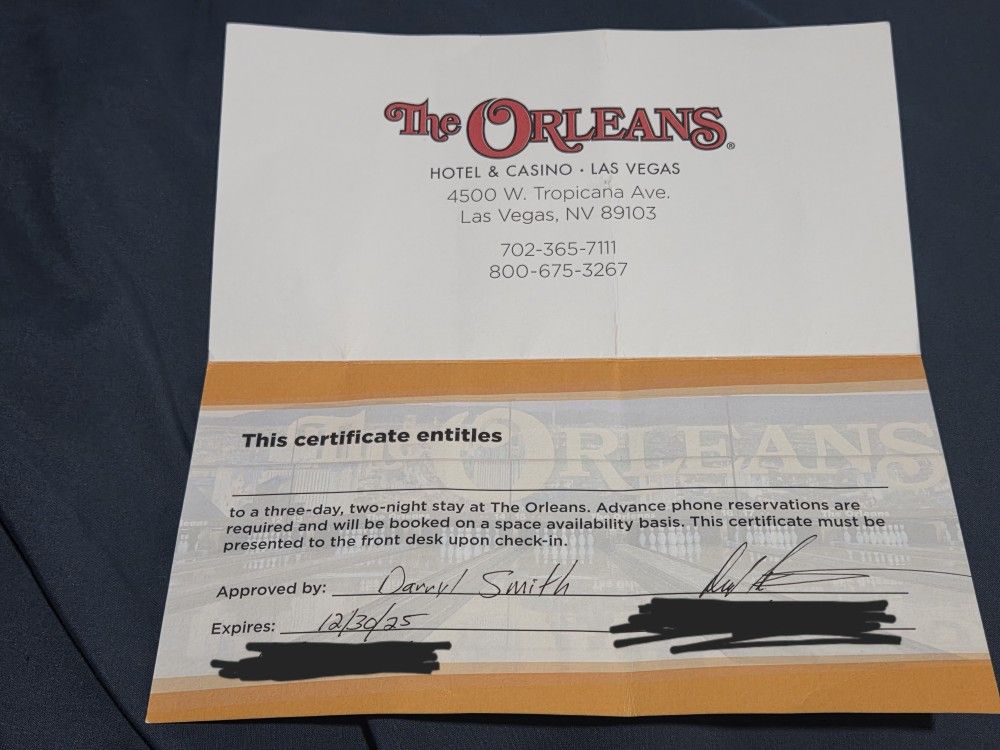 The ORLEANS®
HOTEL & CASINO · LAS VEGAS
4500 W. Tropicana Ave.
Las Vegas, NV 89103
702-365-7111
800-675-3267
The ORLEANS
This certificate entitles
to a three-day, two-night stay at The Orleans. Advance phone reservations are
required and will be booked on a space availability basis. This certificate must be
presented to the front desk upon check-in.
Approved by: Darryl Smith
Expires: 12/30/25